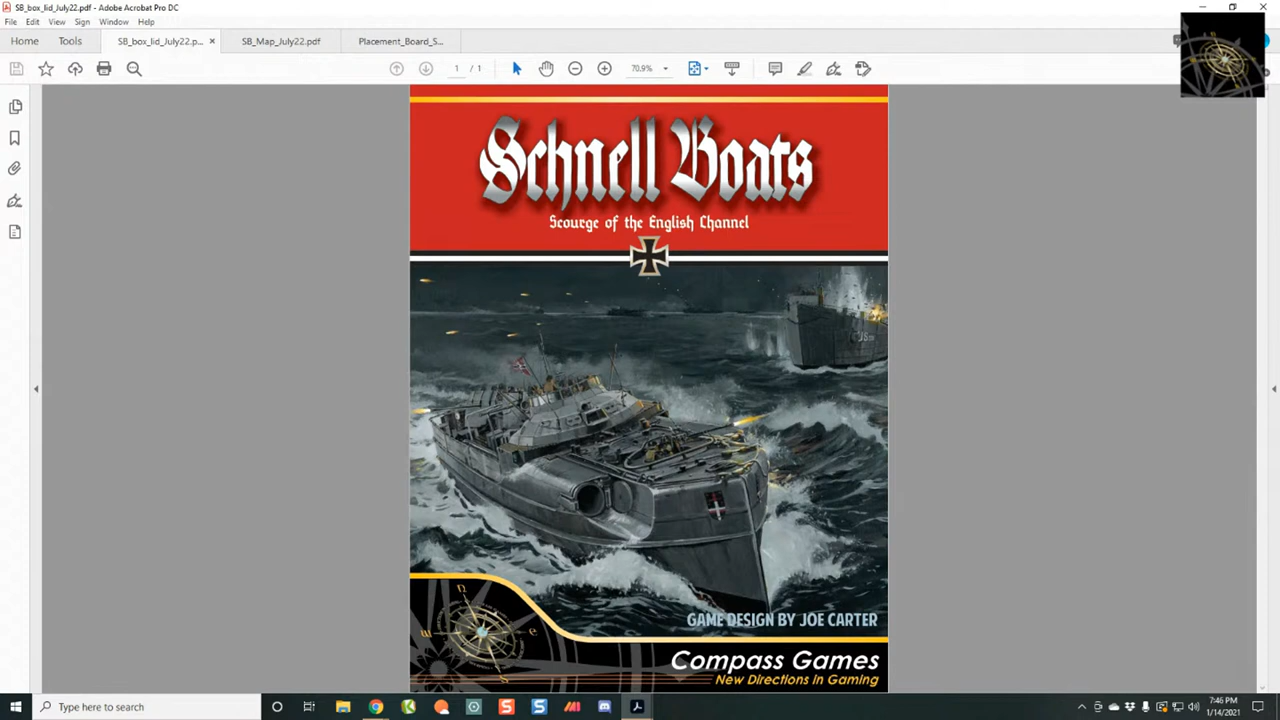 SB_box_lid_July22.pdf - Adobe Acrobat Pro DC
File Edit View Sign Window Help
Home Tools SB_box_lid_July22.p... SB_Map_July22.pdf Placement_Board_S...
1 / 1 70.9%
Schnell Boats
Scourge of the English Channel
GAME DESIGN BY JOE CARTER
n
w e
s
Compass Games
New Directions In Gaming
Type here to search
7:46 PM
1/14/2021